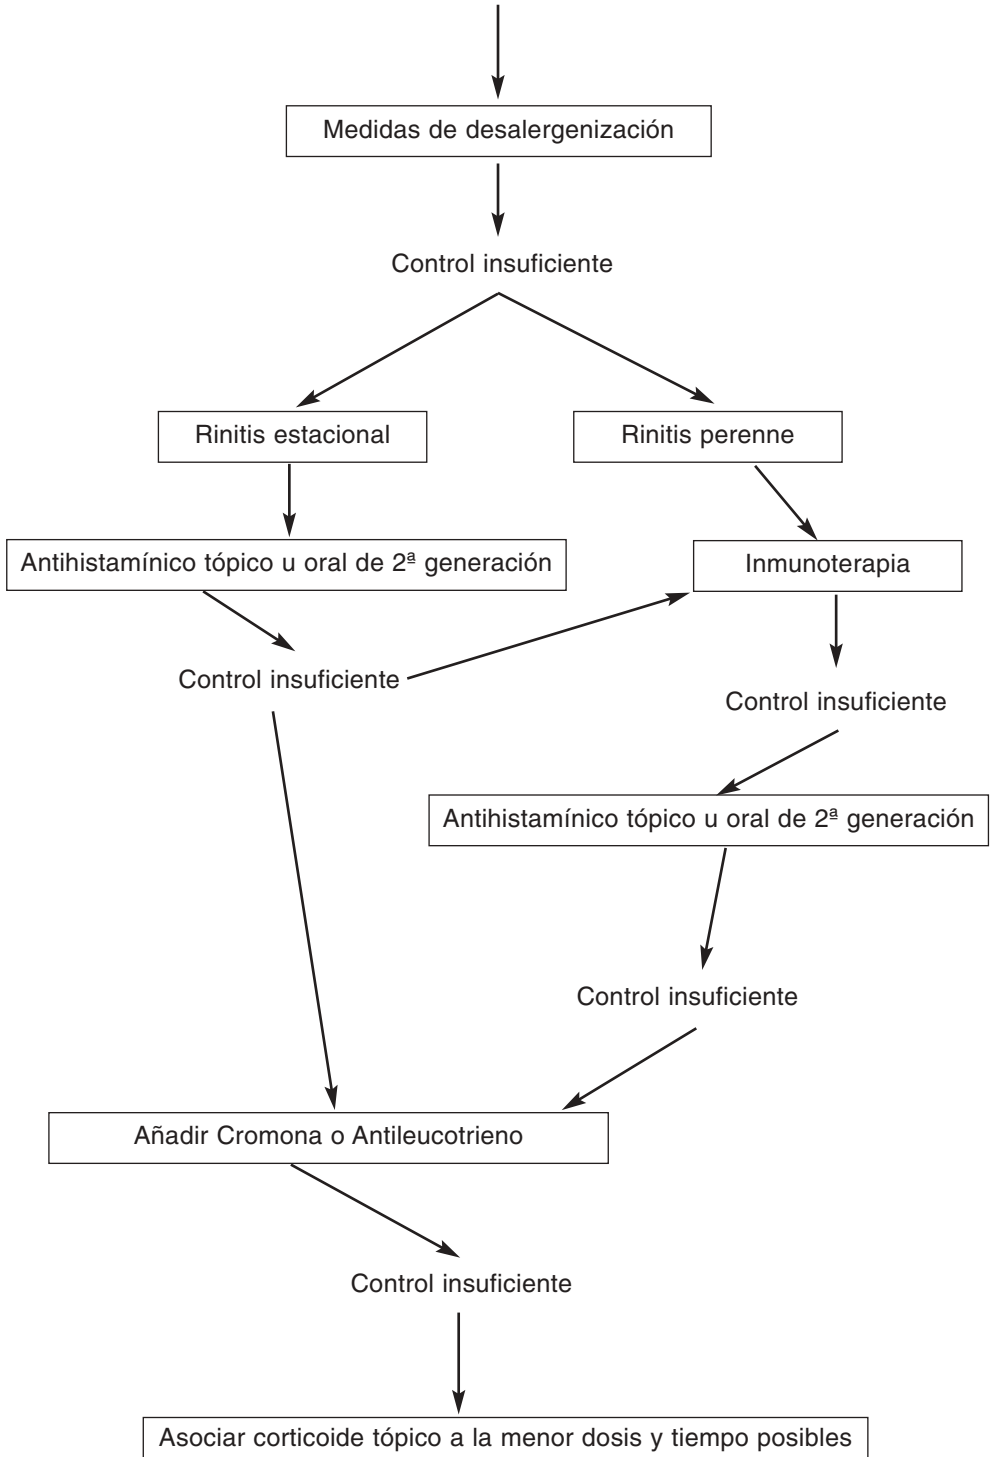 Medidas de desalergenización
Control insuficiente
Rinitis estacional
Rinitis perenne
Antihistamínico tópico u oral de 2ª generación
Inmunoterapia
Control insuficiente
Control insuficiente
Antihistamínico tópico u oral de 2ª generación
Control insuficiente
Añadir Cromona o Antileucotrieno
Control insuficiente
Asociar corticoide tópico a la menor dosis y tiempo posibles